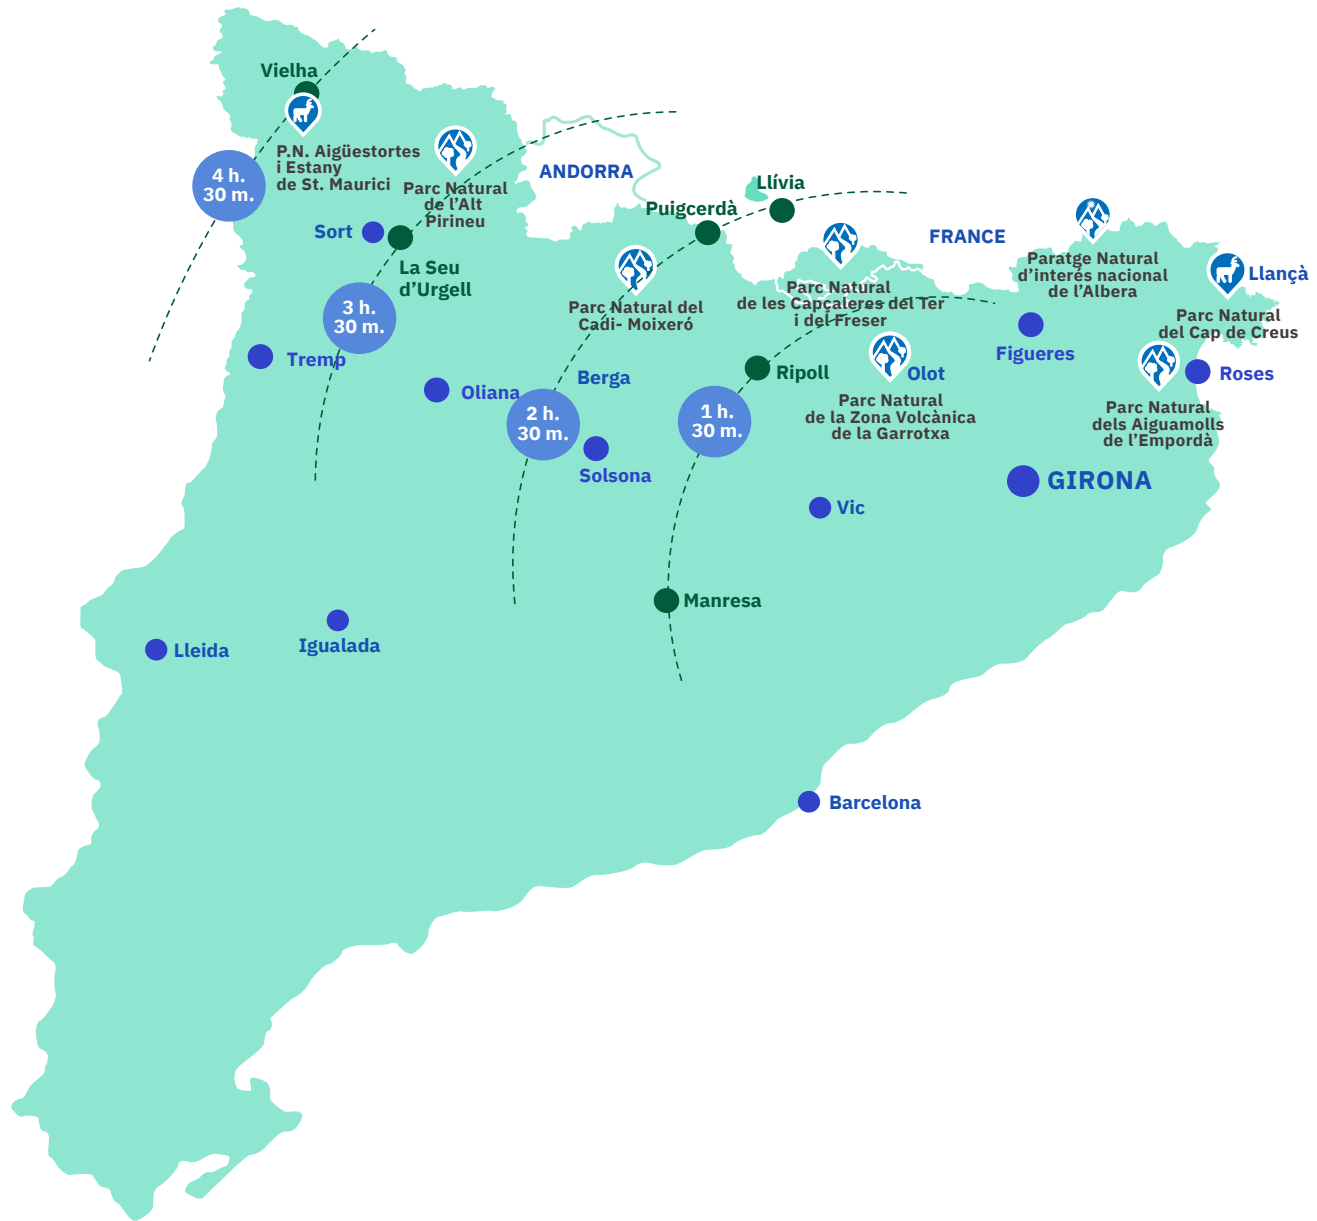 Vielha
P.N. Aigüestortes
i Estany
de St. Maurici
4 h.
30 m.
Parc Natural
de l'Alt
Pirineu
ANDORRA
Llívia
Puigcerdà
Sort
La Seu
d'Urgell
FRANCE
Paratge Natural
d'interés nacional
de l'Albera
Llançà
Parc Natural
del Cap de Creus
Parc Natural del
Cadi- Moixeró
Parc Natural
de les Capçaleres del Ter
i del Freser
3 h.
30 m.
Tremp
Oliana
Berga
Ripoll
Olot
Figueres
Roses
2 h.
30 m.
1 h.
30 m.
Parc Natural
de la Zona Volcànica
de la Garrotxa
Parc Natural
dels Aiguamolls
de l'Empordà
Solsona
GIRONA
Vic
Manresa
Igualada
Lleida
Barcelona